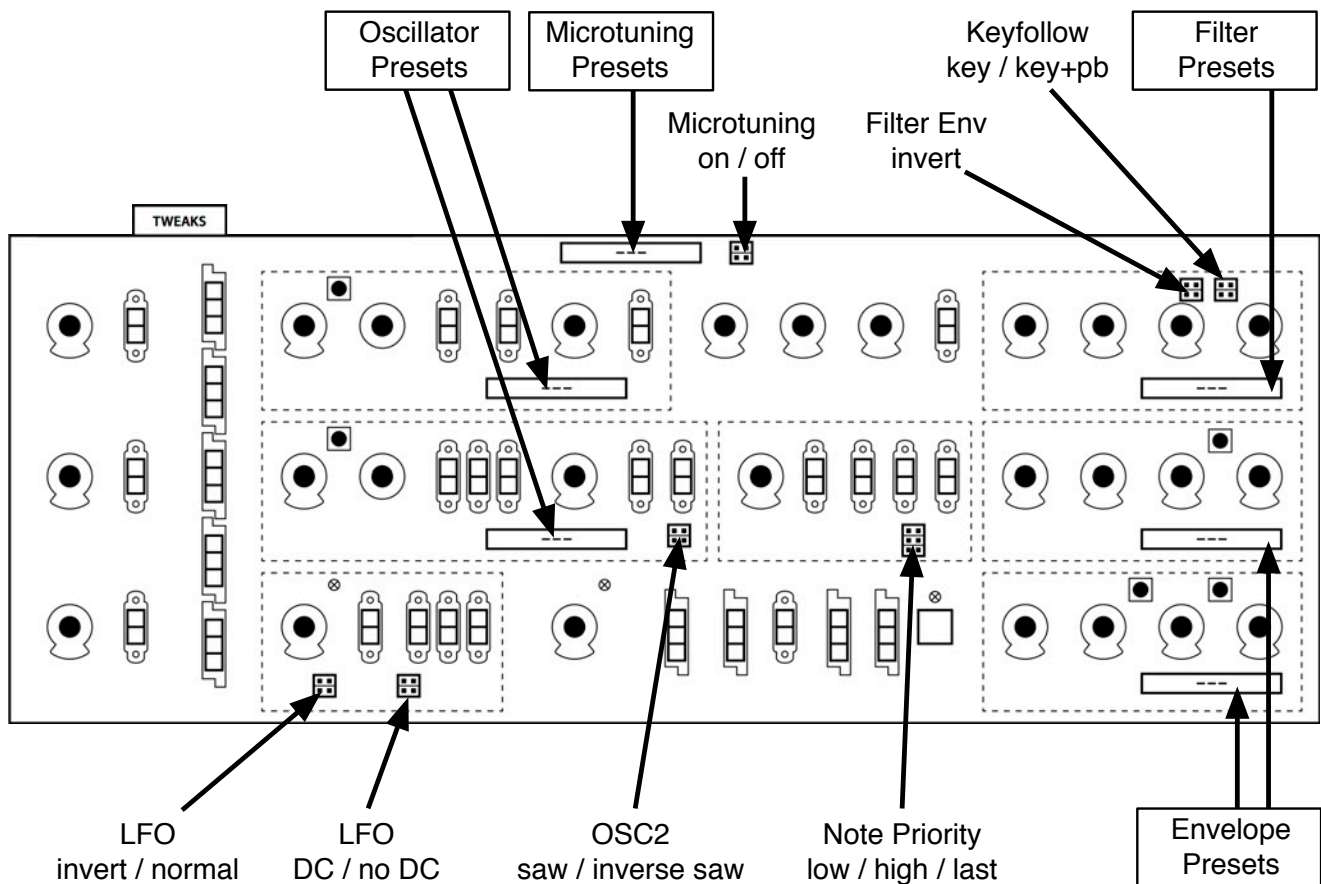 Oscillator
Presets
Microtuning
Presets
Keyfollow
key / key+pb
Filter
Presets
Microtuning
on / off
Filter Env
invert
TWEAKS
LFO
invert / normal
LFO
DC / no DC
OSC2
saw / inverse saw
Note Priority
low / high / last
Envelope
Presets